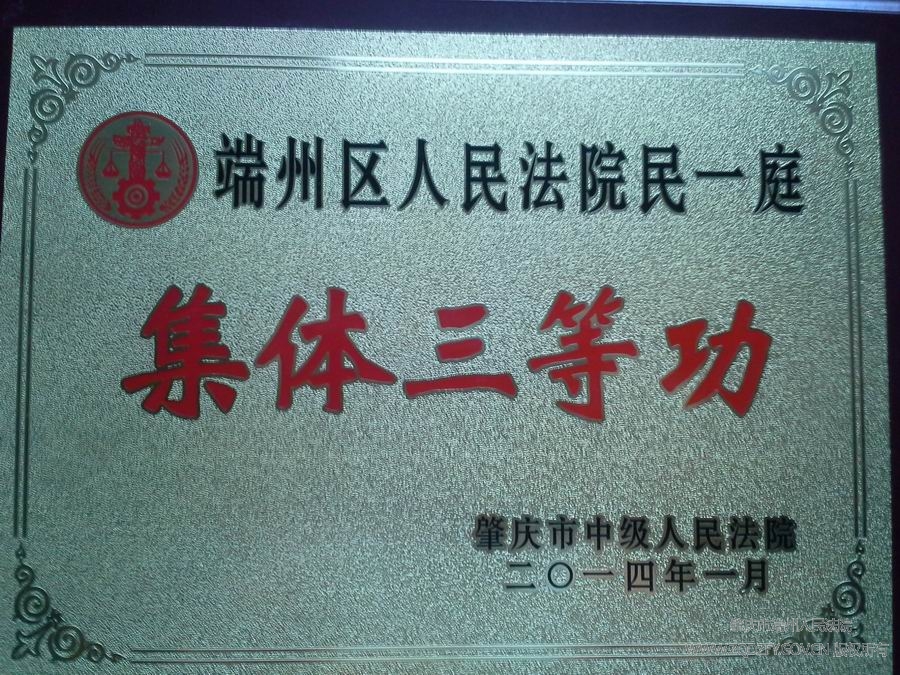 端州区人民法院民一庭
集体三等功
肇庆市中级人民法院
二〇一四年一月